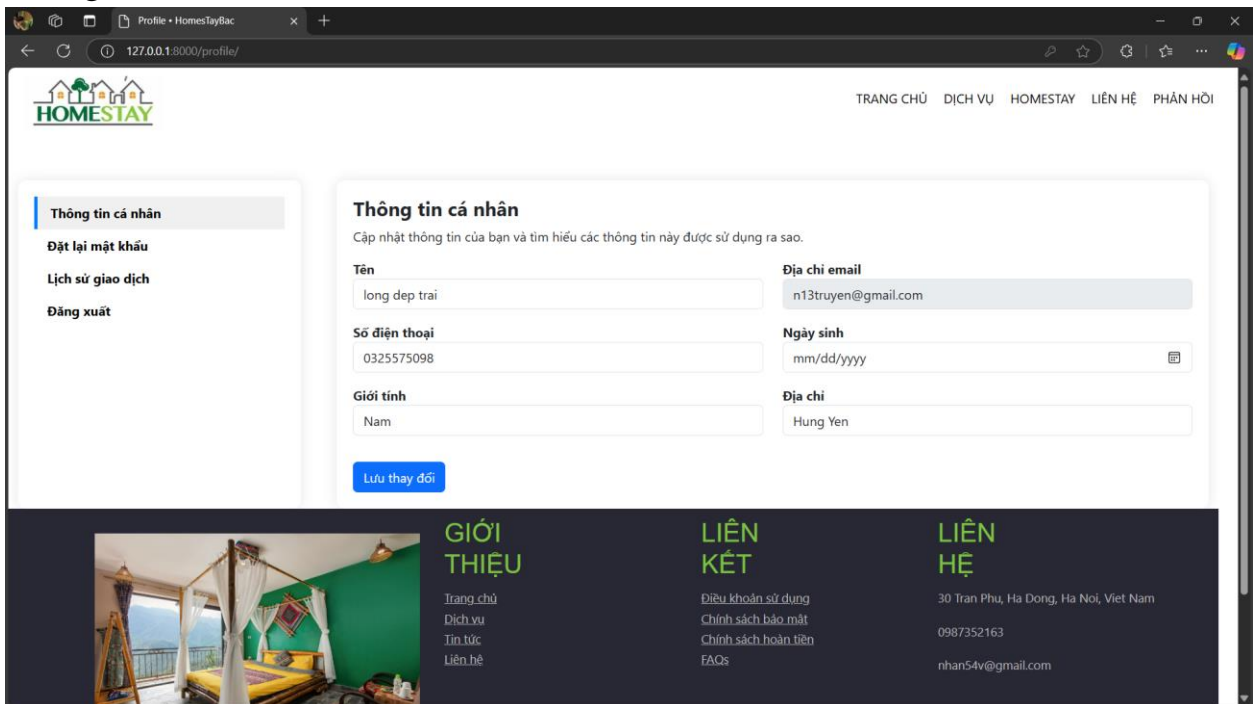 Profile • HomesTayBac
127.0.0.1:8000/profile/
HOMESTAY
TRANG CHỦ DỊCH VỤ HOMESTAY LIÊN HỆ PHẢN HỒI
Thông tin cá nhân
Đặt lại mật khẩu
Lịch sử giao dịch
Đăng xuất
Thông tin cá nhân
Cập nhật thông tin của bạn và tìm hiểu các thông tin này được sử dụng ra sao.
Tên
long dep trai
Địa chỉ email
n13truyen@gmail.com
Số điện thoại
0325575098
Ngày sinh
mm/dd/yyyy
Giới tính
Nam
Địa chỉ
Hung Yen
Lưu thay đổi
GIỚI
THIỆU
Trang chủ
Dịch vụ
Tin tức
Liên hệ
LIÊN
KẾT
Điều khoản sử dụng
Chính sách bảo mật
Chính sách hoàn tiền
FAQs
LIÊN
HỆ
30 Tran Phu, Ha Dong, Ha Noi, Viet Nam
0987352163
nhan54v@gmail.com